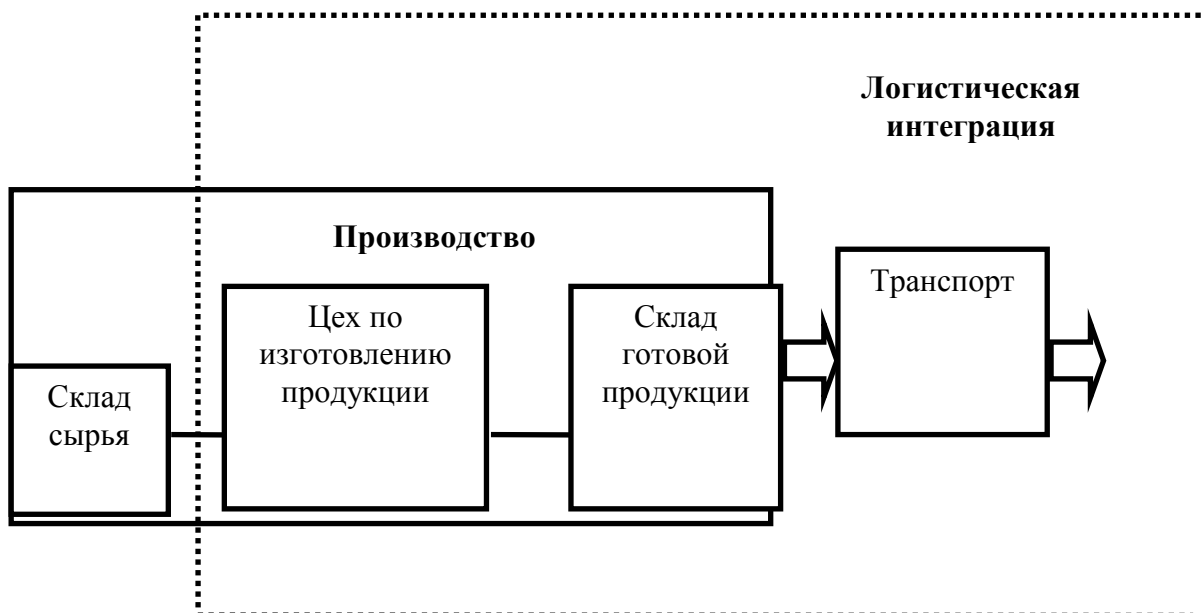 Логистическая
интеграция
Производство
Склад
сырья
Цех по
изготовлению
продукции
Склад
готовой
продукции
Транспорт